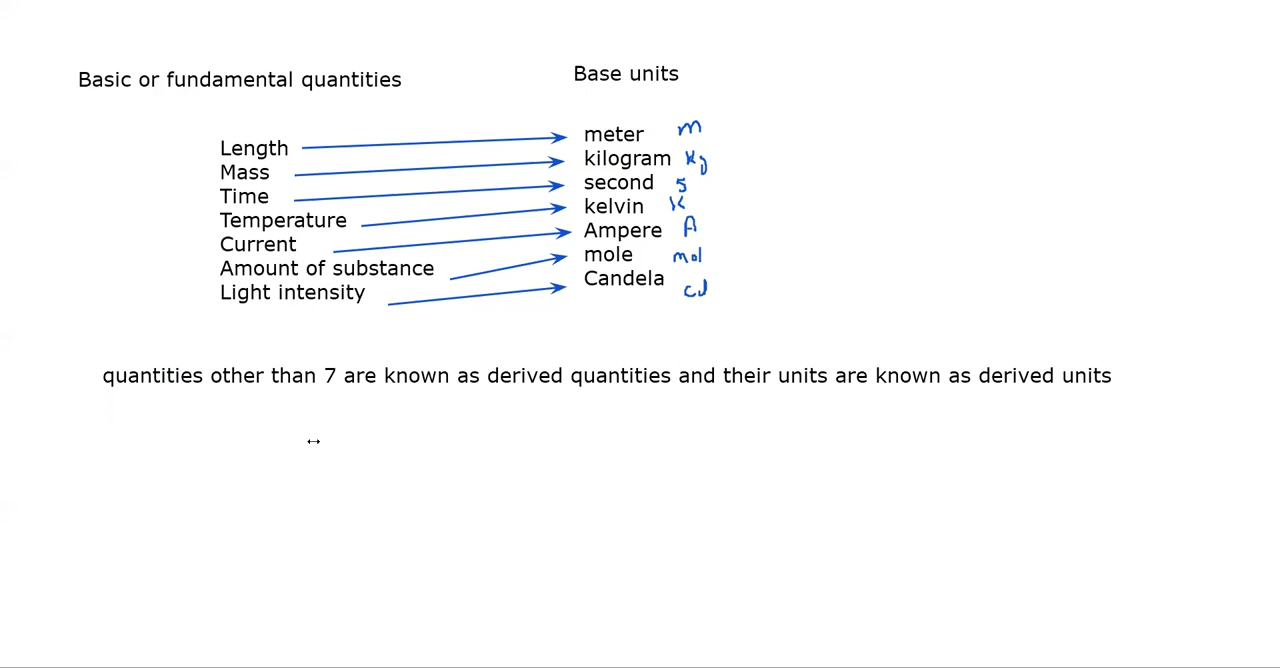 Basic or fundamental quantities
Base units
Length
meter m
Mass
kilogram kg
Time
second s
Temperature
kelvin K
Current
Ampere A
Amount of substance
mole mol
Light intensity
Candela cd
quantities other than 7 are known as derived quantities and their units are known as derived units